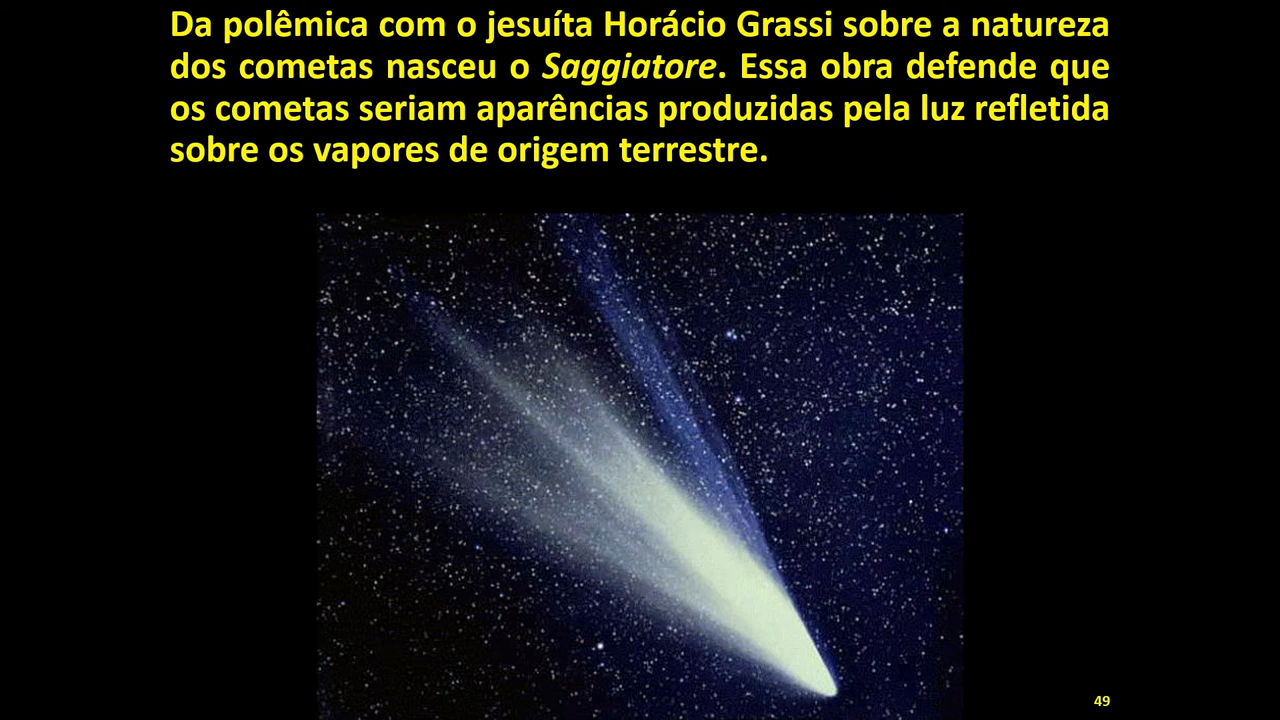 Da polêmica com o jesuíta Horácio Grassi sobre a natureza
dos cometas nasceu o Saggiatore. Essa obra defende que
os cometas seriam aparências produzidas pela luz refletida
sobre os vapores de origem terrestre.
49